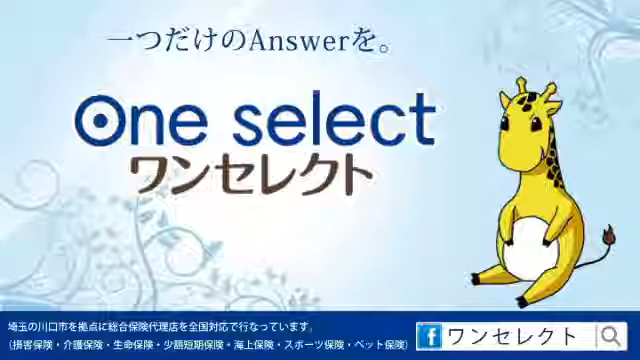 一つだけのAnswerを。
One select
ワンセレクト
埼玉の川口市を拠点に総合保険代理店を全国対応で行なっています。
(損害保険・介護保険・生命保険・少額短期保険・海上保険・スポーツ保険・ペット保険)
f ワンセレクト